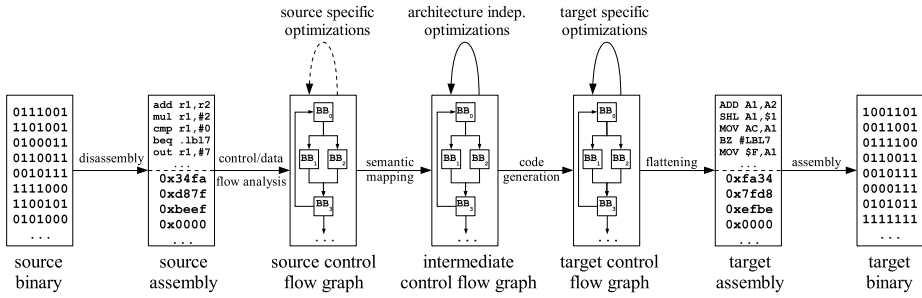 source specific
optimizations
architecture indep.
optimizations
target specific
optimizations
0111001
1101001
0100011
0110011
0010111
1111000
1100101
0101000
...
source
binary
disassembly
add r1,r2
mul r1,#2
cmp r1,#0
beq .lbl7
out r1,#7
...
0x34fa
0xd87f
0xbeef
0x0000
...
source
assembly
control/data
flow analysis
BB0
BB1
BB2
BB3
...
source control
flow graph
semantic
mapping
BB0
BB1
BB2
BB3
...
intermediate
control flow graph
code
generation
BB0
BB1
BB2
BB3
...
target control
flow graph
flattening
ADD A1,A2
SHL A1,$1
MOV AC,A1
BZ #LBL7
MOV $F,A1
...
0xfa34
0x7fd8
0xefbe
0x0000
...
target
assembly
assembly
1001101
0011001
0111100
0110011
0010111
0000111
0101011
1111111
...
target
binary